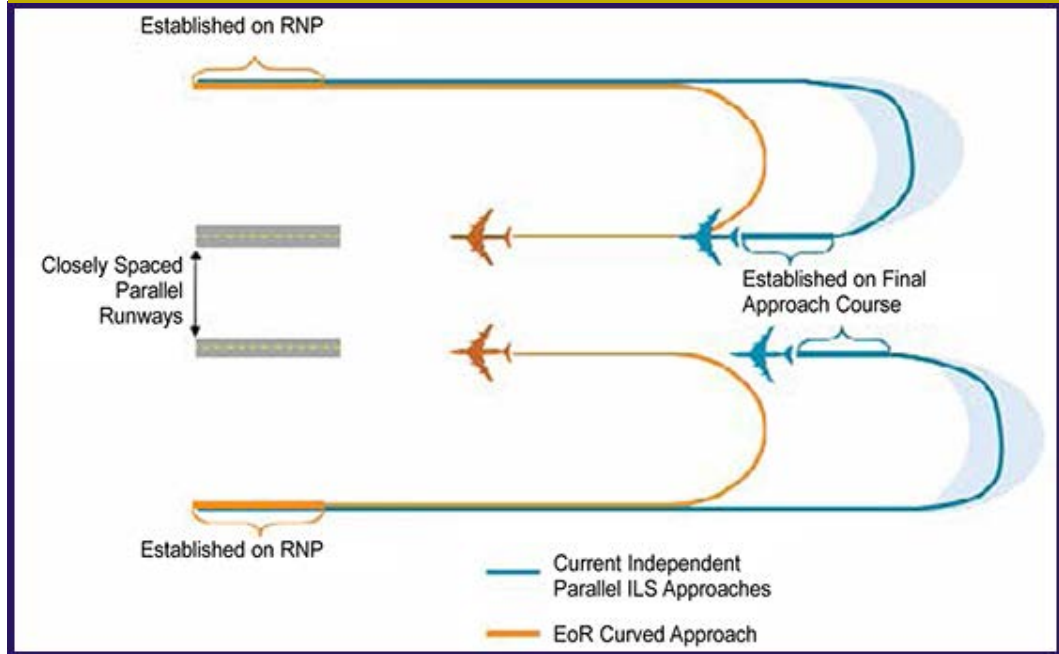 Established on RNP
Closely Spaced
Parallel
Runways
Established on Final
Approach Course
Established on RNP
Current Independent
Parallel ILS Approaches
EoR Curved Approach